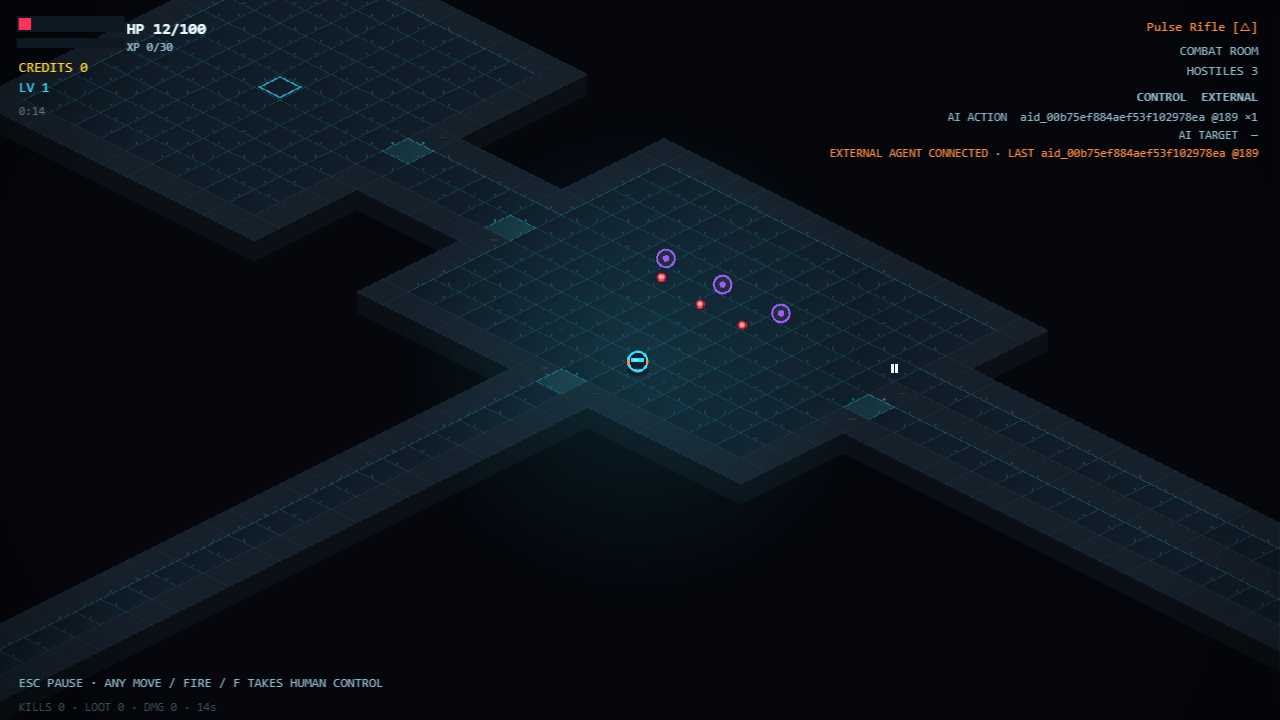 HP 12/100
XP 0/30
CREDITS 0
LV 1
0:14
Pulse Rifle [△]
COMBAT ROOM
HOSTILES 3
CONTROL EXTERNAL
AI ACTION aid_00b75ef884aef53f102978ea @189 ×1
AI TARGET —
EXTERNAL AGENT CONNECTED · LAST aid_00b75ef884aef53f102978ea @189
ESC PAUSE · ANY MOVE / FIRE / F TAKES HUMAN CONTROL
KILLS 0 · LOOT 0 · DMG 0 · 14s